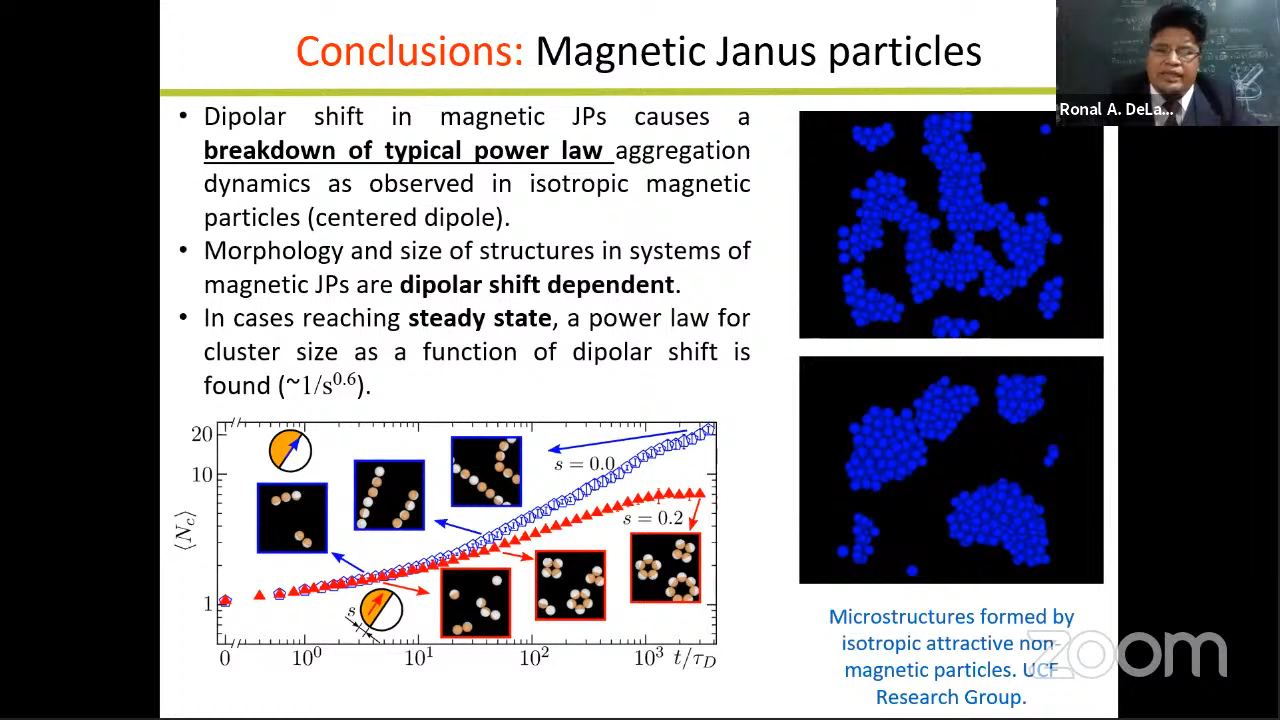 Conclusions: Magnetic Janus particles
Ronal A. DeLa...
• Dipolar shift in magnetic JPs causes a
breakdown of typical power law aggregation
dynamics as observed in isotropic magnetic
particles (centered dipole).
• Morphology and size of structures in systems of
magnetic JPs are dipolar shift dependent.
• In cases reaching steady state, a power law for
cluster size as a function of dipolar shift is
found (~1/s^0.6).
20
10
1
⟨N_c⟩
s = 0.0
s = 0.2
s
0
10^0
10^1
10^2
10^3
t/τ_D
Microstructures formed by
isotropic attractive non-
magnetic particles. UCF
Research Group.
zoom